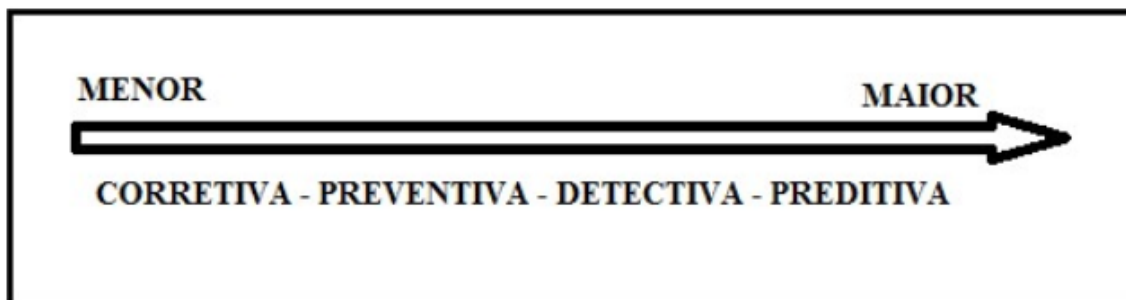 MENOR
MAIOR
CORRETIVA - PREVENTIVA - DETECTIVA - PREDITIVA